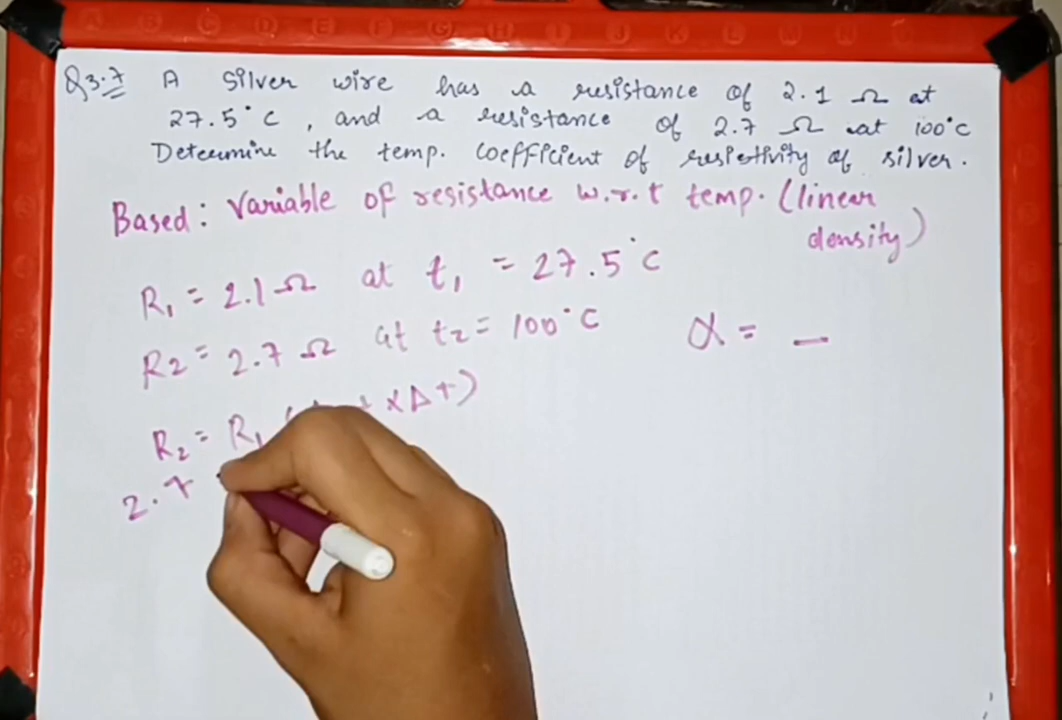 Q3.7 A silver wire has a resistance of 2.1 Ω at
27.5°C, and a resistance of 2.7 Ω at 100°C
Determine the temp. coefficient of resistivity of silver.
Based: Variable of resistance w.r.t temp. (linear
density)
R₁ = 2.1 Ω at t₁ = 27.5°C
R₂ = 2.7 Ω at t₂ = 100°C α = _
R₂ = R₁ αΔt)
2.7